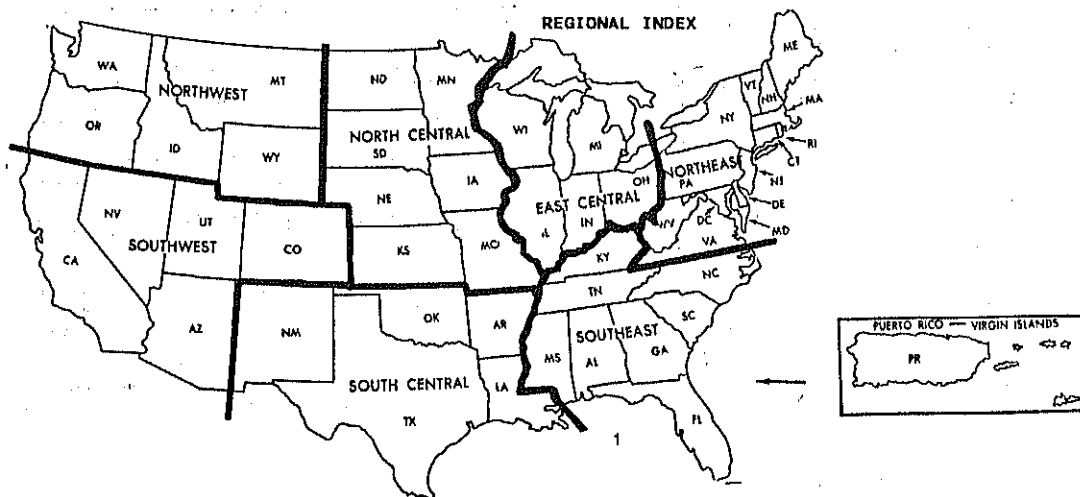 REGIONAL INDEX
ME
WA
MT
ND
MN
VT
NH
MA
NORTHWEST
NY
OR
NORTH CENTRAL
WI
RI
ID
SD
MI
CT
WY
NORTHEAST
IA
OH
PA
NJ
NE
EAST CENTRAL
DE
NV
UT
IL
IN
WV
DC
MD
SOUTHWEST
CO
KS
MO
VA
CA
KY
NC
TN
AZ
NM
OK
AR
SOUTHEAST
SC
MS
AL
GA
SOUTH CENTRAL
LA
TX
FL
1
PUERTO RICO — VIRGIN ISLANDS
PR